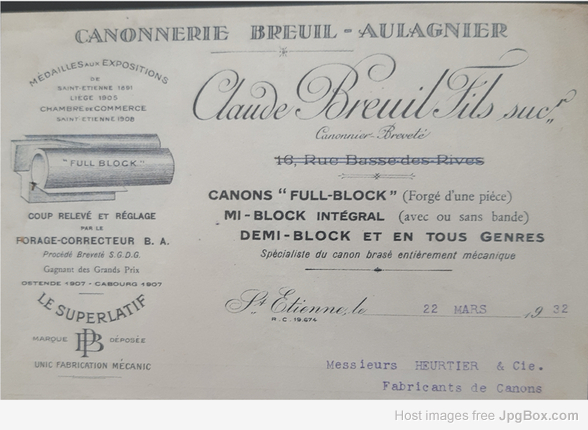 CANONNERIE BREUIL - AULAGNIER
MÉDAILLES AUX EXPOSITIONS
DE
SAINT-ETIENNE 1891
LIÈGE 1905
CHAMBRE DE COMMERCE
SAINT-ETIENNE 1908
"FULL BLOCK"
COUP RELEVÉ ET RÉGLAGE
PAR LE
FORAGE-CORRECTEUR B. A.
Procédé Breveté S.G.D.G.
Gagnant des Grands Prix
OSTENDE 1907 - CABOURG 1907
LE SUPERLATIF
MARQUE PB DÉPOSÉE
UNIC FABRICATION MÉCANIC
Claude Breuil Fils sucr
Canonnier-Breveté
16, Rue Basse-des-Rives
CANONS "FULL-BLOCK" (Forgé d'une pièce)
MI-BLOCK INTÉGRAL (avec ou sans bande)
DEMI-BLOCK ET EN TOUS GENRES
Spécialiste du canon brasé entièrement mécanique
St Etienne, le 22 MARS 1932
R. C. 19.674
Messieurs HEURTIER & Cie.
Fabricants de Canons
Host images free JpgBox.com